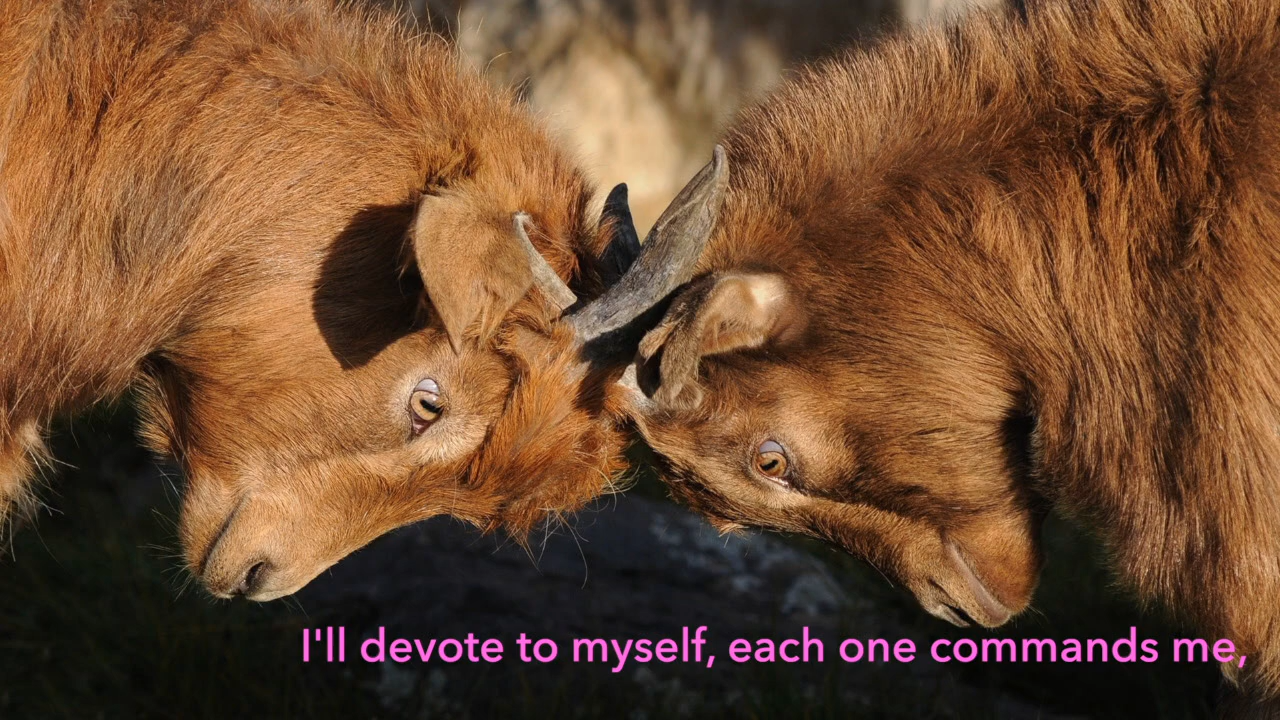 I'll devote to myself, each one commands me,